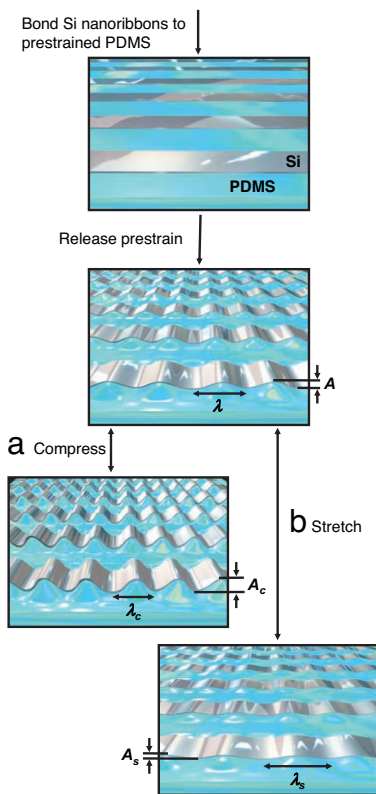 Bond Si nanoribbons to
prestrained PDMS
Si
PDMS
Release prestrain
A
λ
a Compress
b Stretch
A_c
λ_c
A_s
λ_s